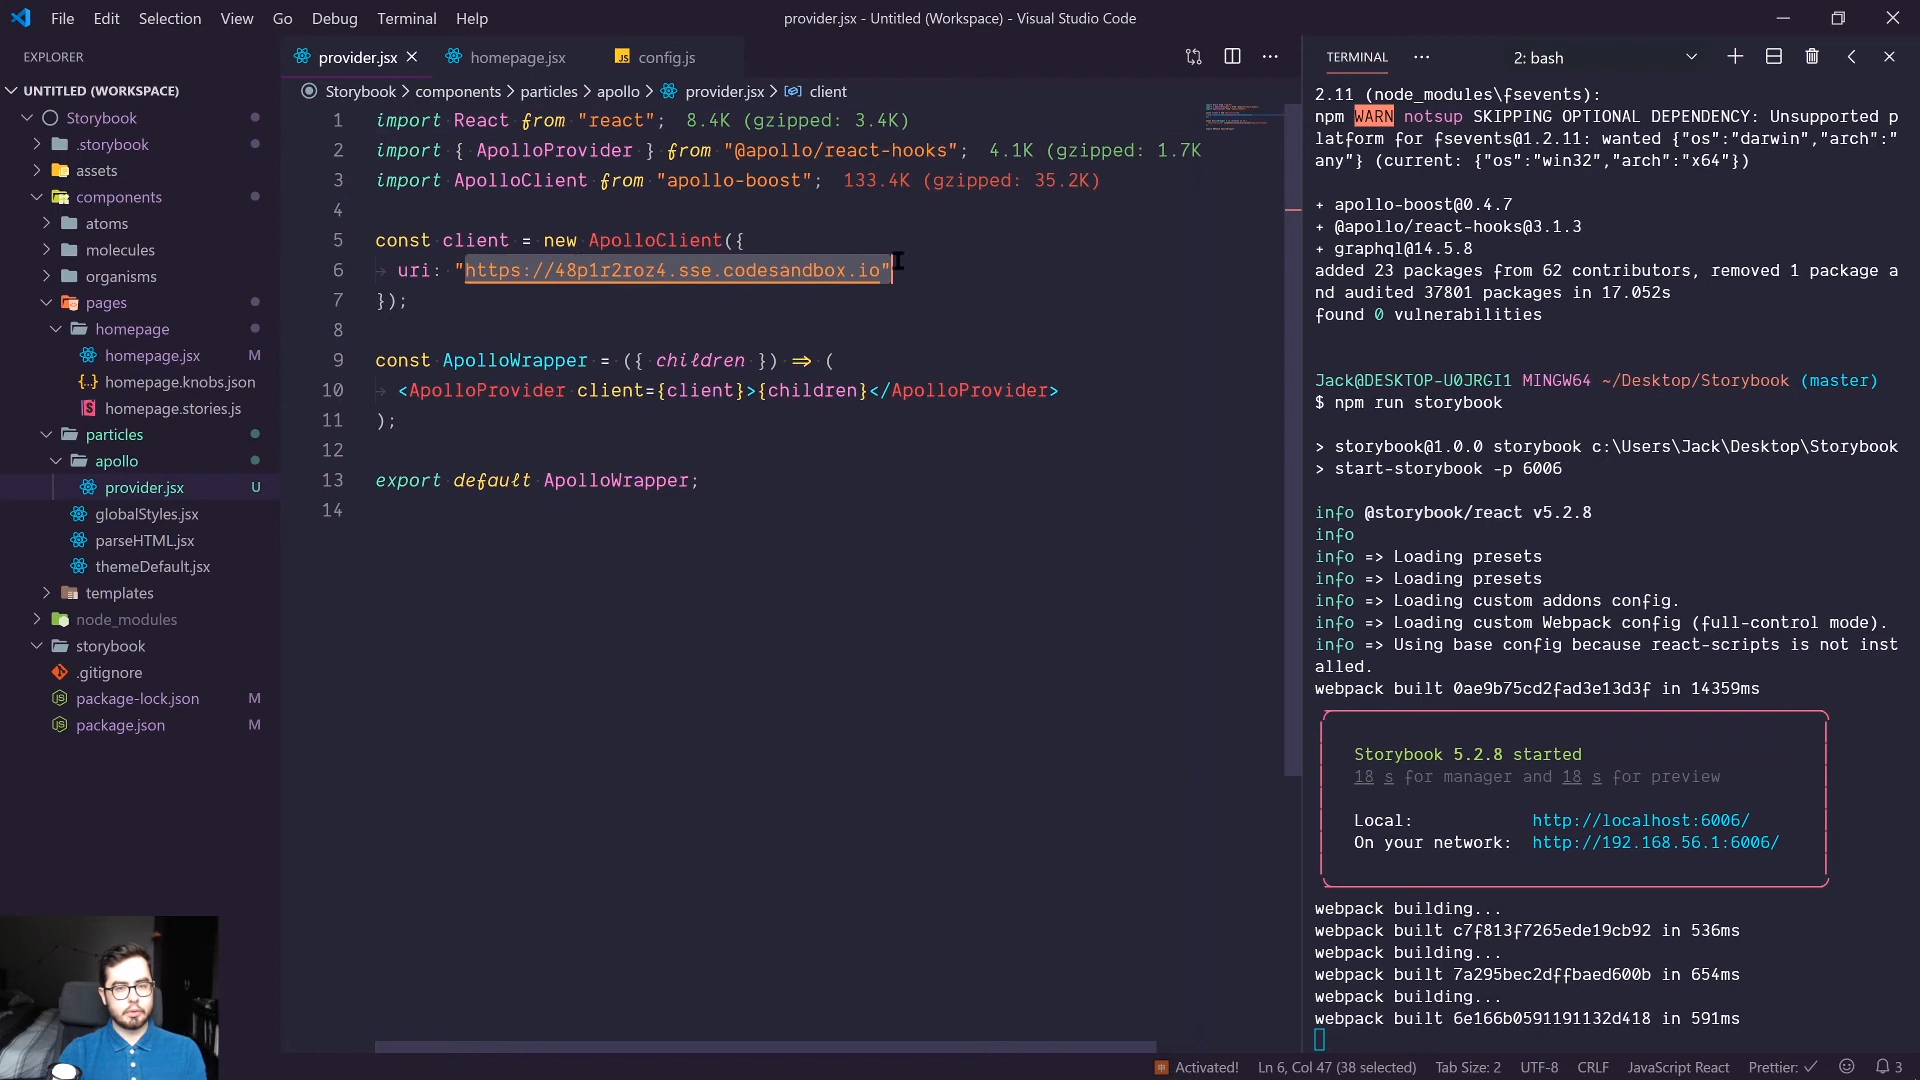 File Edit Selection View Go Debug Terminal Help
provider.jsx - Untitled (Workspace) - Visual Studio Code
EXPLORER
UNTITLED (WORKSPACE)
Storybook
.storybook
assets
components
atoms
molecules
organisms
pages
homepage
homepage.jsx M
homepage.knobs.json
homepage.stories.js
particles
apollo
provider.jsx U
globalStyles.jsx
parseHTML.jsx
themeDefault.jsx
templates
node_modules
storybook
.gitignore
package-lock.json M
package.json M
provider.jsx homepage.jsx JS config.js
Storybook > components > particles > apollo > provider.jsx > client
1 import React from "react"; 8.4K (gzipped: 3.4K)
2 import { ApolloProvider } from "@apollo/react-hooks"; 4.1K (gzipped: 1.7K
3 import ApolloClient from "apollo-boost"; 133.4K (gzipped: 35.2K)
4
5 const client = new ApolloClient({
6 uri: "https://48p1r2roz4.sse.codesandbox.io"
7 });
8
9 const ApolloWrapper = ({ children }) => (
10 <ApolloProvider client={client}>{children}</ApolloProvider>
11 );
12
13 export default ApolloWrapper;
14
TERMINAL ··· 2: bash
2.11 (node_modules\fsevents):
npm WARN notsup SKIPPING OPTIONAL DEPENDENCY: Unsupported p
latform for fsevents@1.2.11: wanted {"os":"darwin","arch":"
any"} (current: {"os":"win32","arch":"x64"})
+ apollo-boost@0.4.7
+ @apollo/react-hooks@3.1.3
+ graphql@14.5.8
added 23 packages from 62 contributors, removed 1 package a
nd audited 37801 packages in 17.052s
found 0 vulnerabilities
Jack@DESKTOP-U0JRGI1 MINGW64 ~/Desktop/Storybook (master)
$ npm run storybook
> storybook@1.0.0 storybook c:\Users\Jack\Desktop\Storybook
> start-storybook -p 6006
info @storybook/react v5.2.8
info
info => Loading presets
info => Loading presets
info => Loading custom addons config.
info => Loading custom Webpack config (full-control mode).
info => Using base config because react-scripts is not inst
alled.
webpack built 0ae9b75cd2fad3e13d3f in 14359ms
Storybook 5.2.8 started
18 s for manager and 18 s for preview
Local: http://localhost:6006/
On your network: http://192.168.56.1:6006/
webpack building...
webpack built c7f813f7265ede19cb92 in 536ms
webpack building...
webpack built 7a295bec2dffbaed600b in 654ms
webpack building...
webpack built 6e166b0591191132d418 in 591ms
Activated! Ln 6, Col 47 (38 selected) Tab Size: 2 UTF-8 CRLF JavaScript React Prettier: ✓ 3